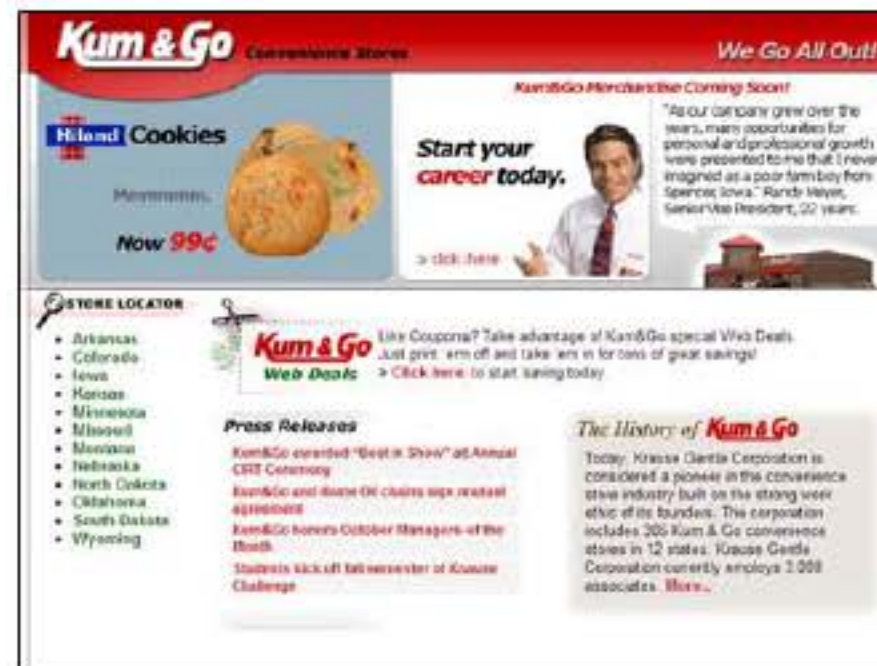 Kum & Go Convenience Stores
We Go All Out!
Hiland Cookies
Mmmmmmm.
Now 99¢
Kum&Go Merchandise Coming Soon!
Start your
career today.
> click here
"As our company grew over the
years, many opportunities for
personal and professional growth
were presented to me that I never
imagined as a poor farm boy from
Spencer, Iowa." Randy Meyer,
Senior Vice President, 22 years.
STORE LOCATOR
• Arkansas
• Colorado
• Iowa
• Kansas
• Minnesota
• Missouri
• Montana
• Nebraska
• North Dakota
• Oklahoma
• South Dakota
• Wyoming
Kum & Go
Web Deals
Like Coupons? Take advantage of Kum&Go special Web Deals.
Just print 'em off and take 'em in for tons of great savings!
> Click here to start saving today
Press Releases
Kum&Go awarded "Best in Show" at Annual
Ceremony
Kum&Go and Home Oil chains sign mutual
agreement
Kum&Go honors October Managers of the
Month
Students kick off fall semester of Krause
Challenge
The History of Kum & Go
Today, Krause Gentle Corporation is
considered a pioneer in the convenience
store industry built on the strong work
ethic of its founders. The corporation
includes Kum & Go convenience
stores in 12 states. Krause Gentle
Corporation currently employs
associates. More...